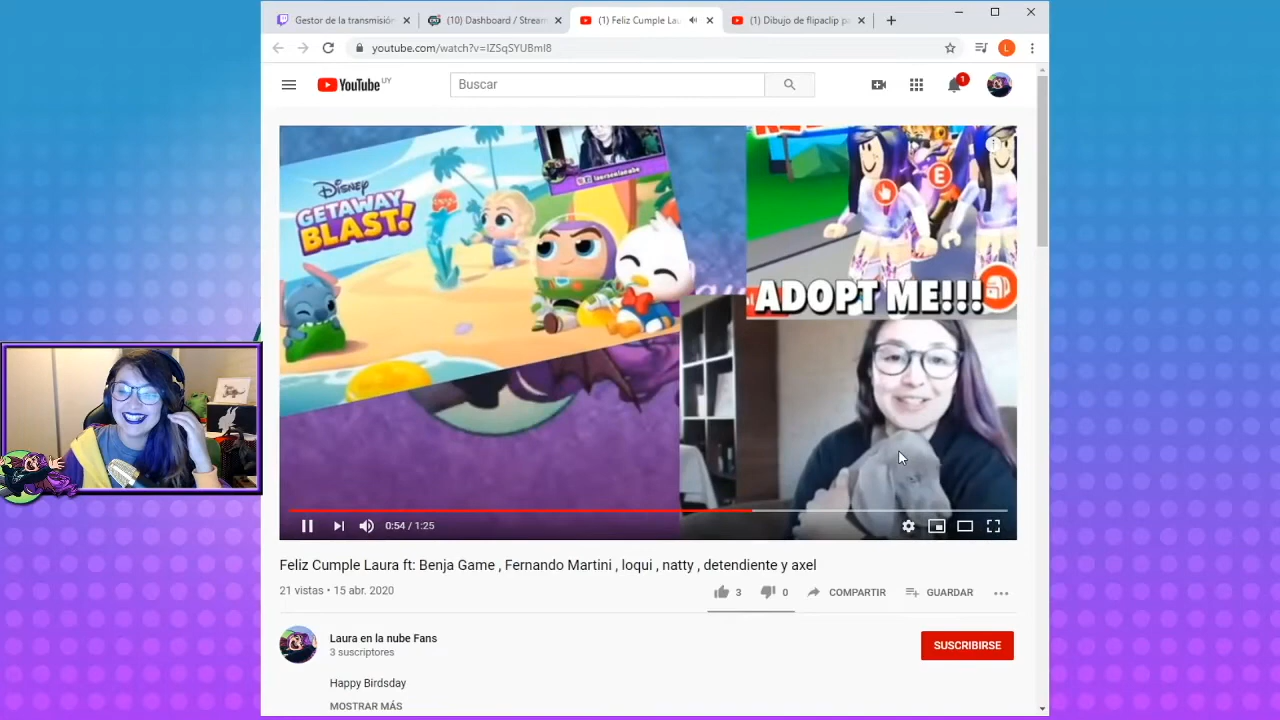 Gestor de la transmisión
(10) Dashboard / Stream
(1) Feliz Cumple Lau
(1) Dibujo de flipaclip pa
youtube.com/watch?v=IZSqSYUBmI8
L
YouTube UY
Buscar
1
DISNEY
GETAWAY
BLAST!
E
ADOPT ME!!!
0:54 / 1:25
Feliz Cumple Laura ft: Benja Game , Fernando Martini , loqui , natty , detendiente y axel
21 vistas • 15 abr. 2020
3
0
COMPARTIR
GUARDAR
Laura en la nube Fans
3 suscriptores
SUSCRIBIRSE
Happy Birdsday
MOSTRAR MÁS